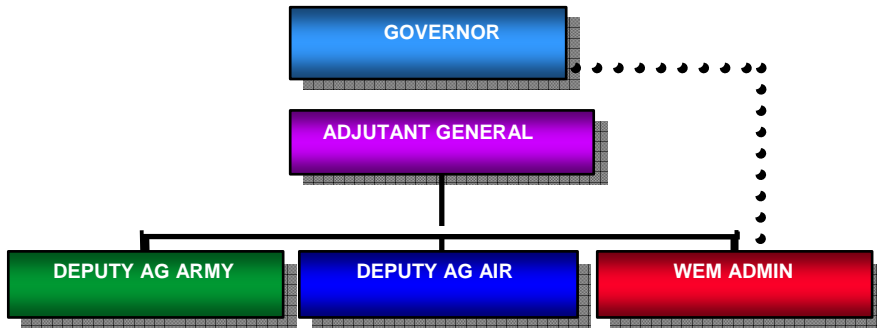 GOVERNOR
ADJUTANT GENERAL
DEPUTY AG ARMY
DEPUTY AG AIR
WEM ADMIN